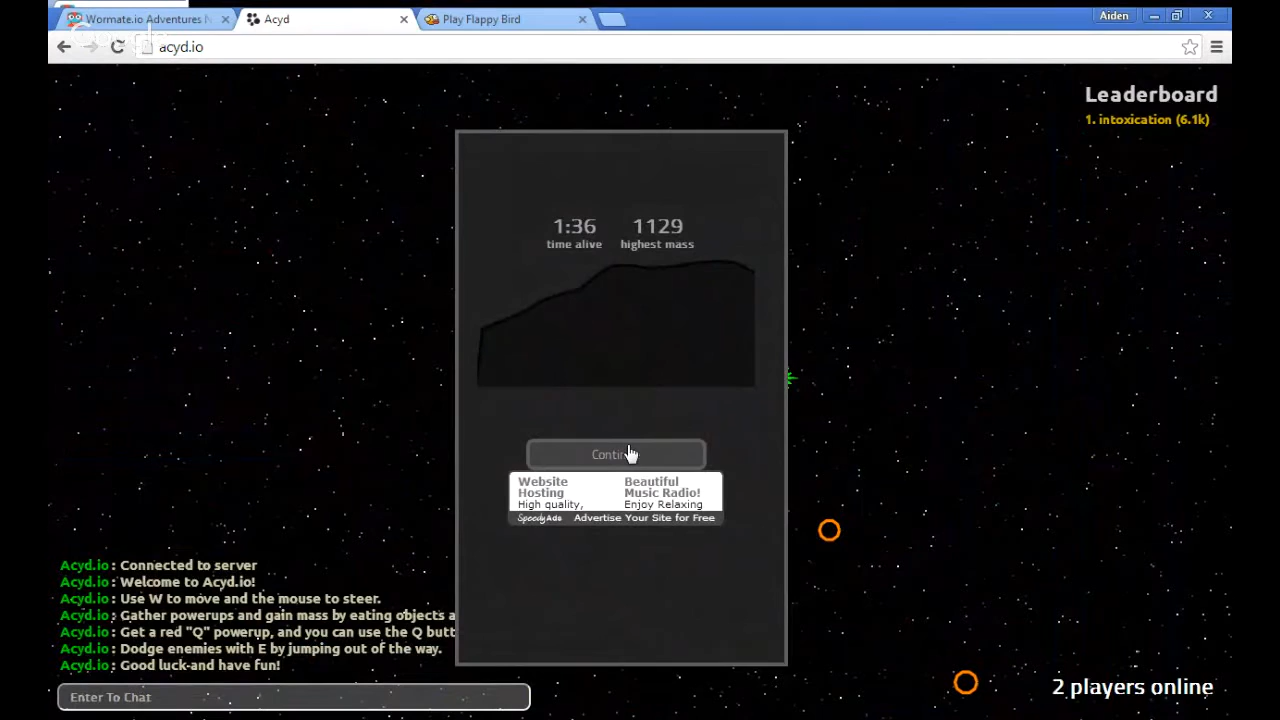 Wormate.io Adventures N
Acyd
Play Flappy Bird
Aiden
acyd.io
Leaderboard
1. intoxication (6.1k)
1:36
time alive
1129
highest mass
Website Hosting
High quality,
Beautiful Music Radio!
Enjoy Relaxing
SpeedyAds Advertise Your Site for Free
Acyd.io : Connected to server
Acyd.io : Welcome to Acyd.io!
Acyd.io : Use W to move and the mouse to steer.
Acyd.io : Gather powerups and gain mass by eating objects a
Acyd.io : Get a red "Q" powerup, and you can use the Q butt
Acyd.io : Dodge enemies with E by jumping out of the way.
Acyd.io : Good luck and have fun!
Enter To Chat
2 players online